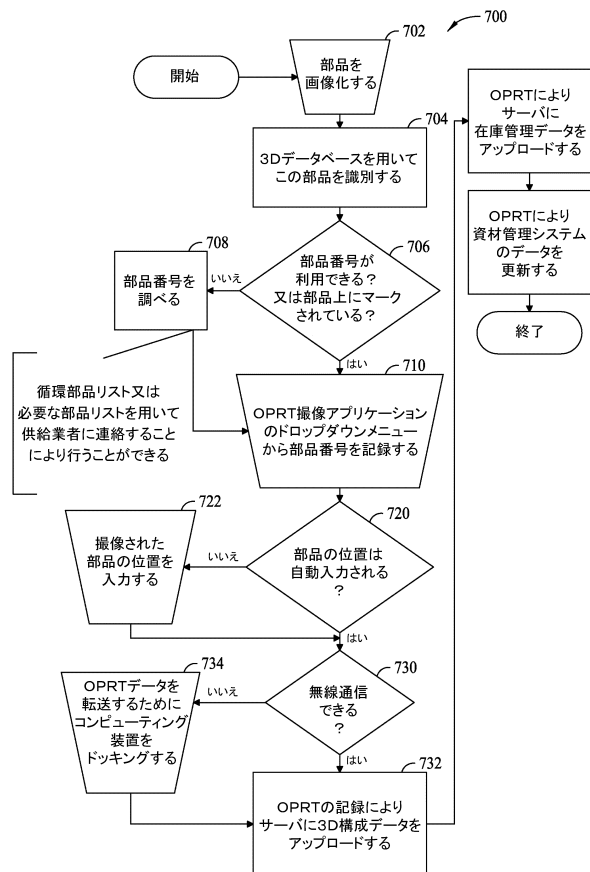 700
開始
702
部品を
画像化する
704
3Dデータベースを用いて
この部品を識別する
706
部品番号が
利用できる?
又は部品上にマーク
されている?
いいえ
はい
708
部品番号を
調べる
循環部品リスト又は
必要な部品リストを用いて
供給業者に連絡すること
により行うことができる
710
OPRT撮像アプリケーション
のドロップダウンメニュー
から部品番号を記録する
720
部品の位置は
自動入力される
?
いいえ
はい
722
撮像された
部品の位置を
入力する
730
無線通信
できる
?
いいえ
はい
734
OPRTデータを
転送するために
コンピューティング
装置を
ドッキングする
732
OPRTの記録により
サーバに3D構成データを
アップロードする
OPRTにより
サーバに
在庫管理データを
アップロードする
OPRTにより
資材管理システム
のデータを
更新する
終了